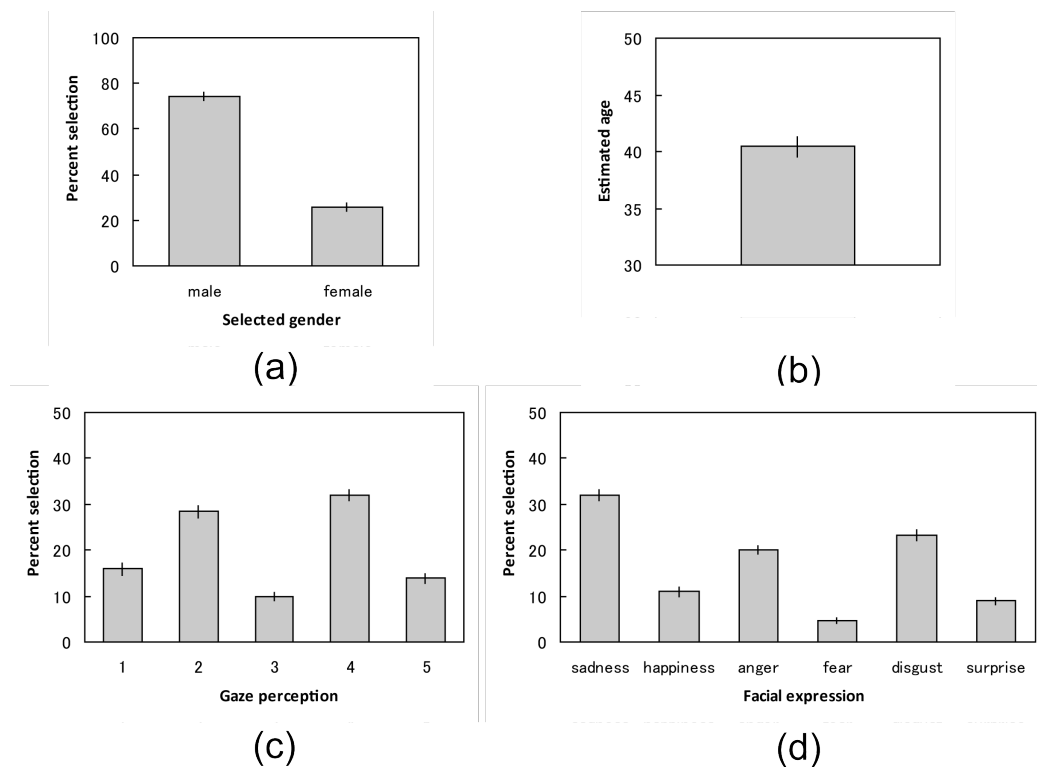 100
80
60
40
20
0
Percent selection
male female
Selected gender
(a)
50
45
40
35
30
Estimated age
(b)
50
40
30
20
10
0
Percent selection
1 2 3 4 5
Gaze perception
(c)
50
40
30
20
10
0
Percent selection
sadness happiness anger fear disgust surprise
Facial expression
(d)